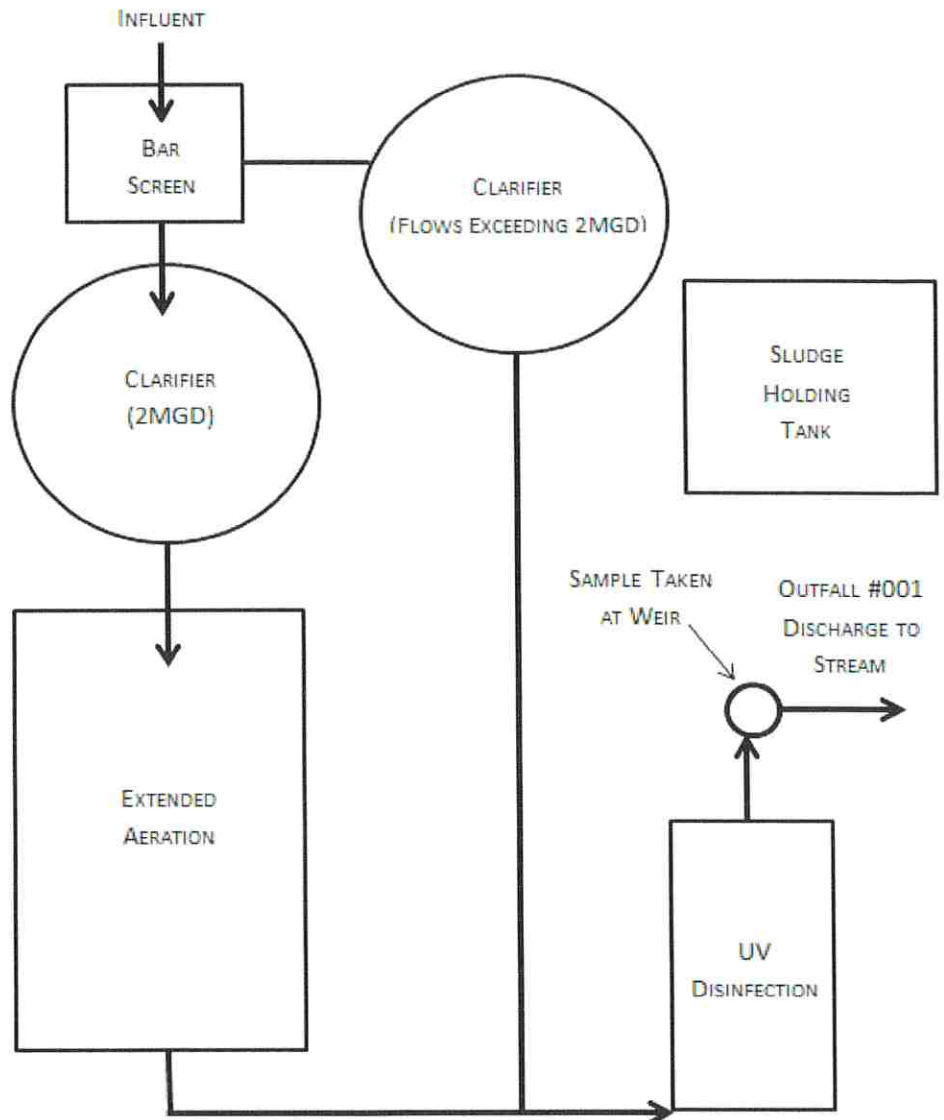 INFLUENT
BAR
SCREEN
CLARIFIER
(FLOWS EXCEEDING 2MGD)
CLARIFIER
(2MGD)
SLUDGE
HOLDING
TANK
SAMPLE TAKEN
AT WEIR
OUTFALL #001
DISCHARGE TO
STREAM
EXTENDED
AERATION
UV
DISINFECTION